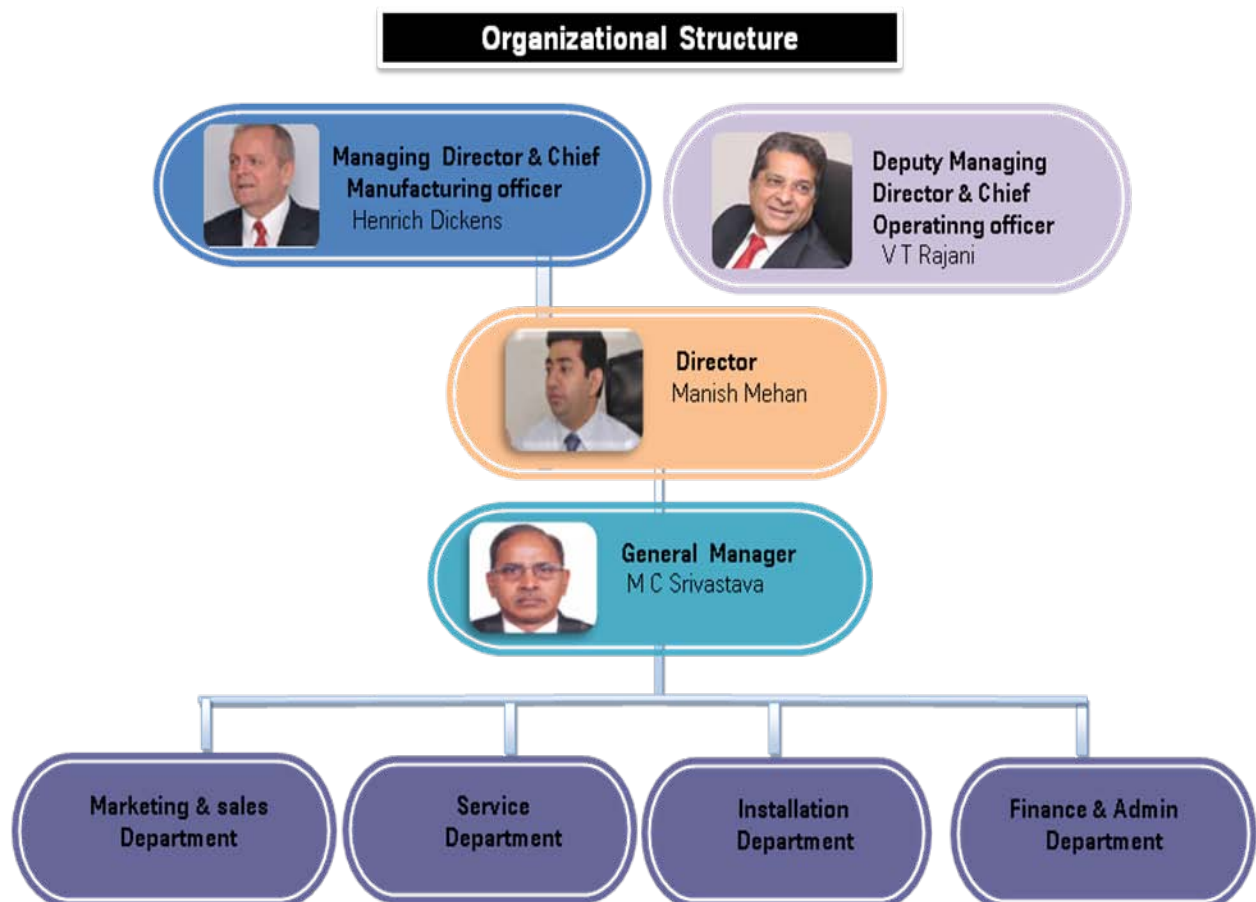 Organizational Structure
Managing Director & Chief
Manufacturing officer
Henrich Dickens
Deputy Managing
Director & Chief
Operatinng officer
V T Rajani
Director
Manish Mehan
General Manager
M C Srivastava
Marketing & sales
Department
Service
Department
Installation
Department
Finance & Admin
Department